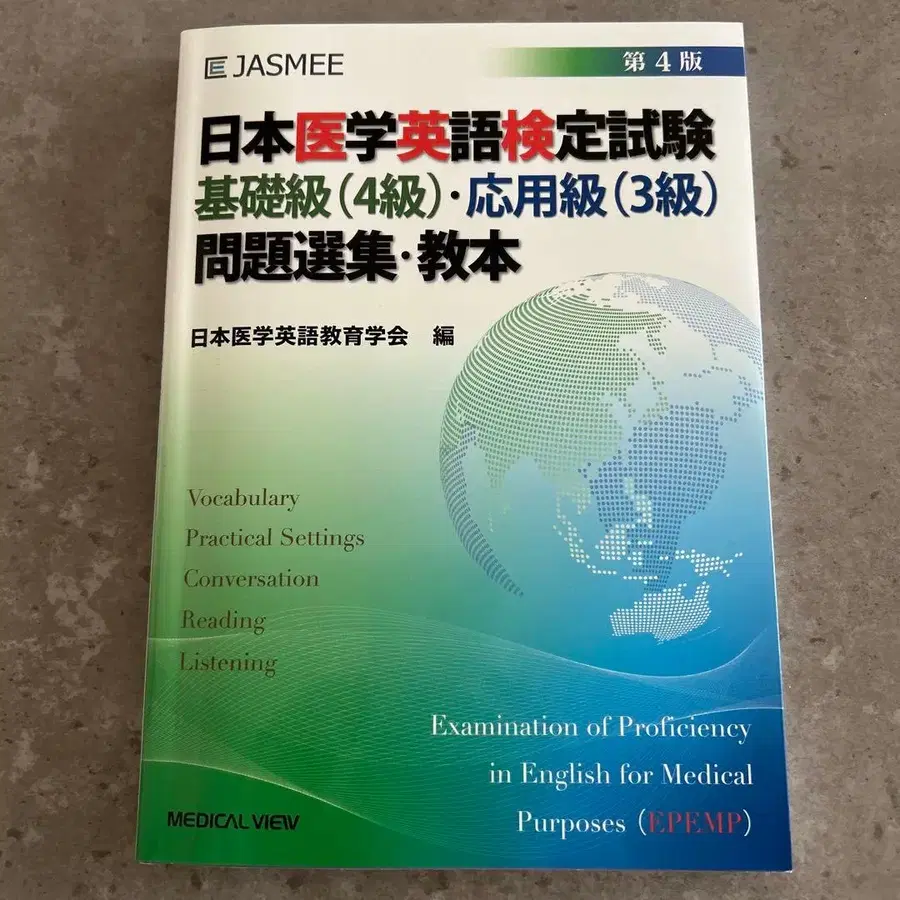 JASMEE
第4版
日本医学英語検定試験
基礎級(4級)・応用級(3級)
問題選集・教本
日本医学英語教育学会 編
Vocabulary
Practical Settings
Conversation
Reading
Listening
Examination of Proficiency
in English for Medical
Purposes (EPEMP)
MEDICAL VIEW